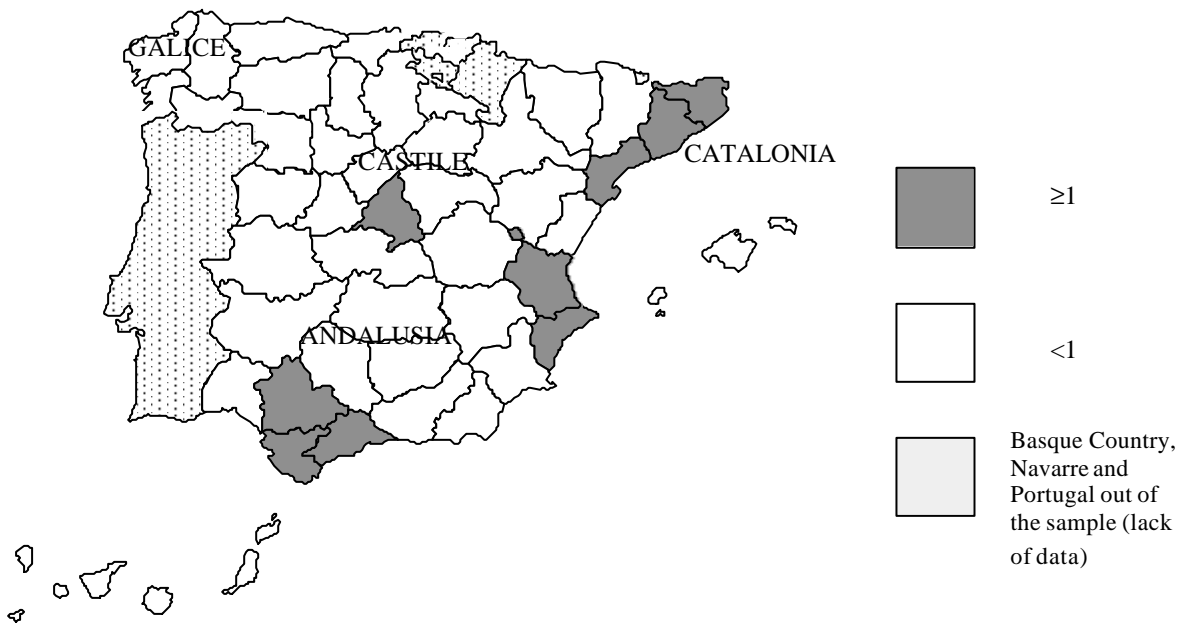 GALICE
CASTILE
CATALONIA
ANDALUSIA
≥1
<1
Basque Country,
Navarre and
Portugal out of
the sample (lack
of data)